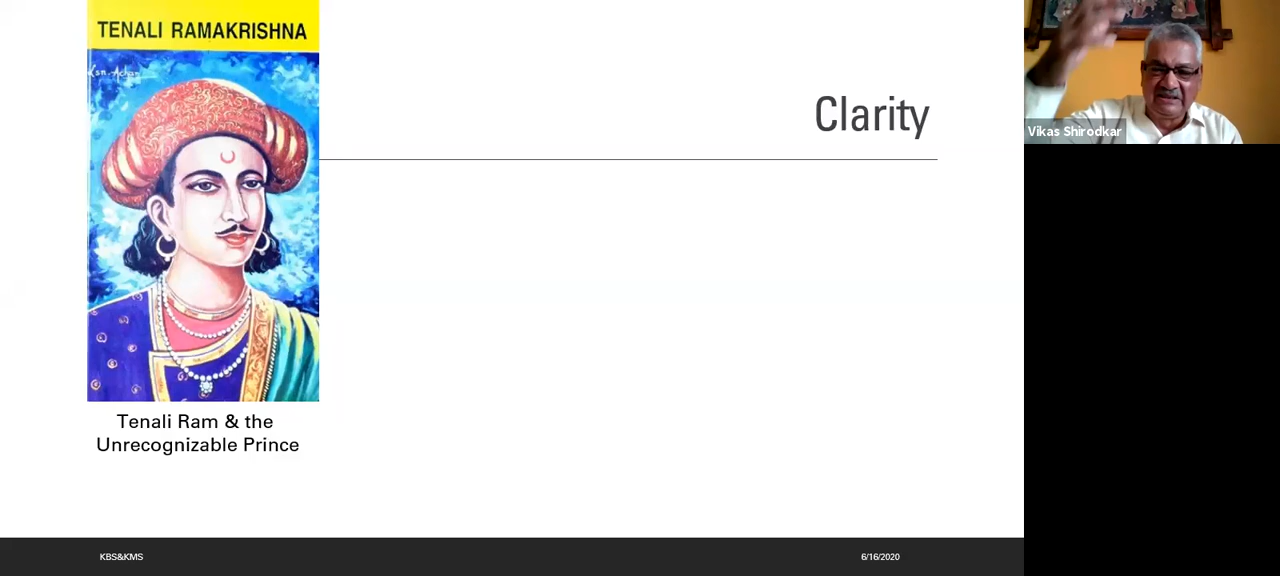 TENALI RAMAKRISHNA
Clarity
Vikas Shirodkar
Tenali Ram & the
Unrecognizable Prince
KBS&KMS
6/16/2020